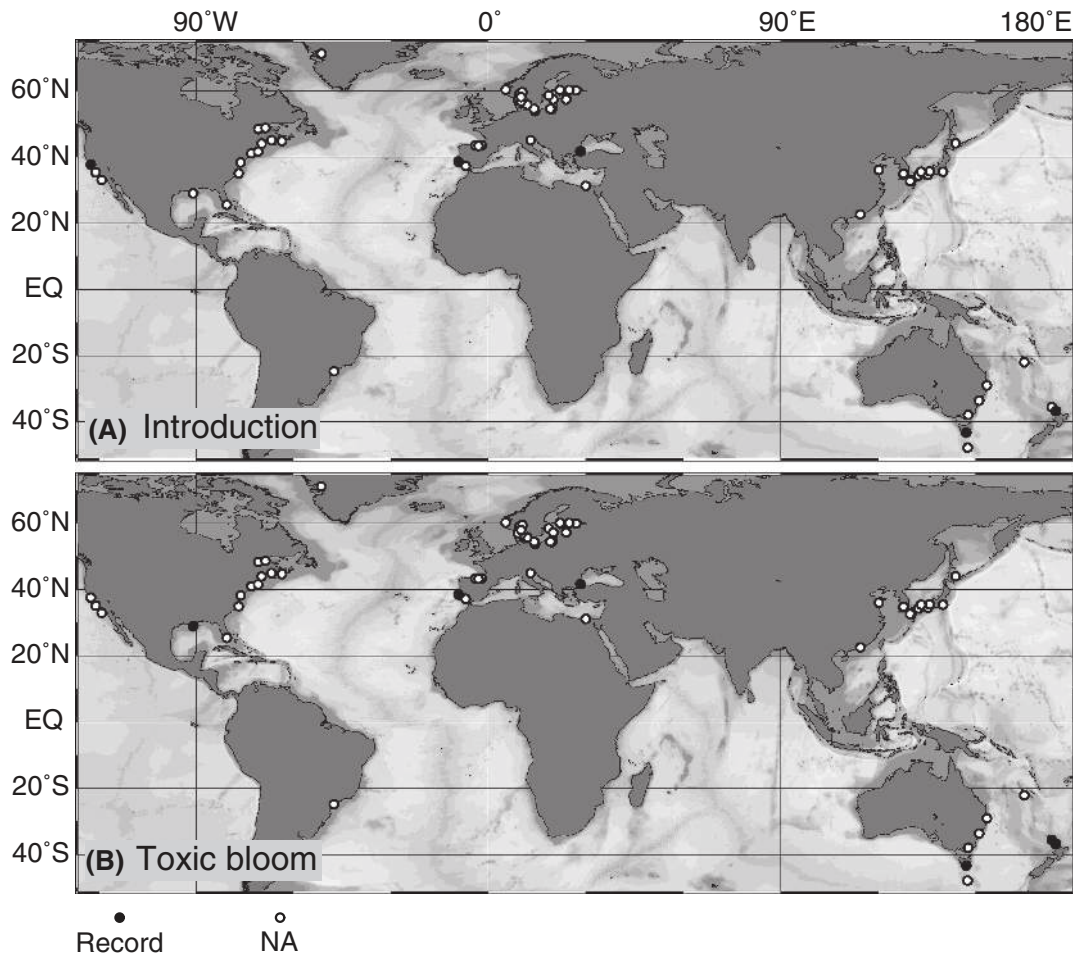 90˚W 0˚ 90˚E 180˚E
60˚N
40˚N
20˚N
EQ
20˚S
40˚S
(A) Introduction
60˚N
40˚N
20˚N
EQ
20˚S
40˚S
(B) Toxic bloom
Record NA